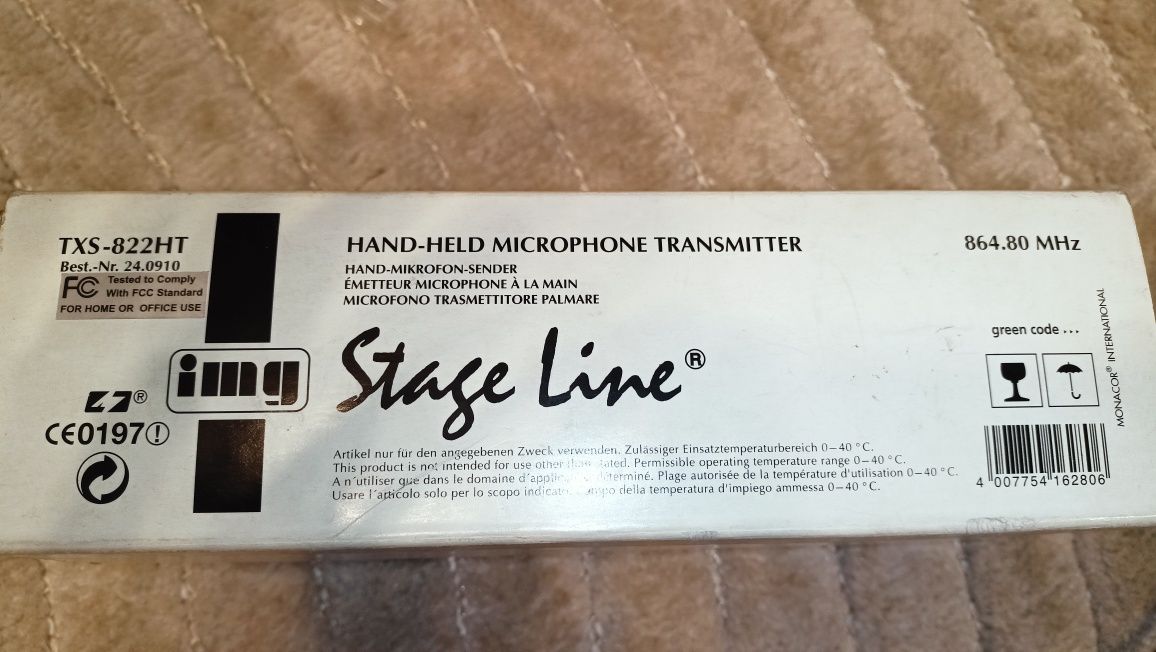 TXS-822HT
Best.-Nr. 24.0910
FC Tested to Comply
With FCC Standard
FOR HOME OR OFFICE USE
HAND-HELD MICROPHONE TRANSMITTER
HAND-MIKROFON-SENDER
ÉMETTEUR MICROPHONE À LA MAIN
MICROFONO TRASMETTITORE PALMARE
864.80 MHz
img
Stage Line®
®
CE0197!
green code ...
MONACOR® INTERNATIONAL
Artikel nur für den angegebenen Zweck verwenden. Zulässiger Einsatztemperaturbereich 0–40 °C.
This product is not intended for use other than stated. Permissible operating temperature range 0–40 °C.
A n'utiliser que dans le domaine d'application déterminé. Plage autorisée de la température d'utilisation 0–40 °C.
Usare l'articolo solo per lo scopo indicato. Campo della temperatura d'impiego ammessa 0–40 °C.
4 007754 162806